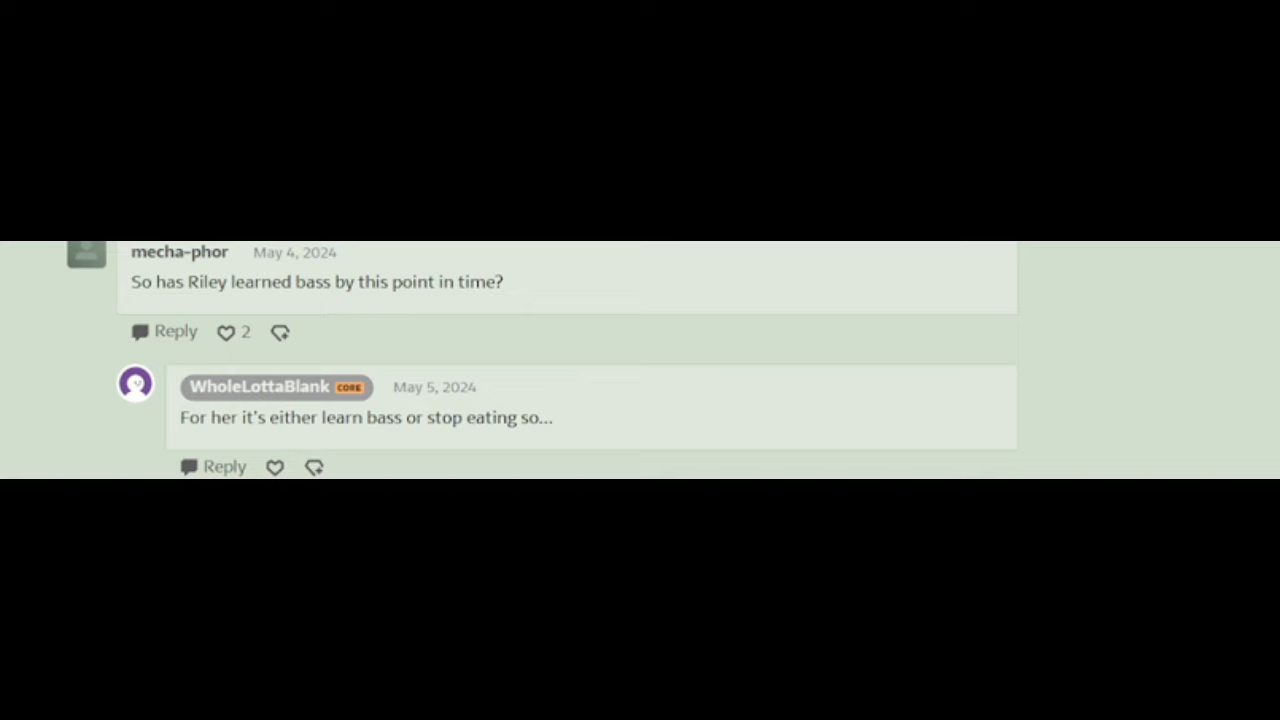 mecha-phor May 4, 2024
So has Riley learned bass by this point in time?
Reply 2
WholeLottaBlank CORE May 5, 2024
For her it's either learn bass or stop eating so...
Reply